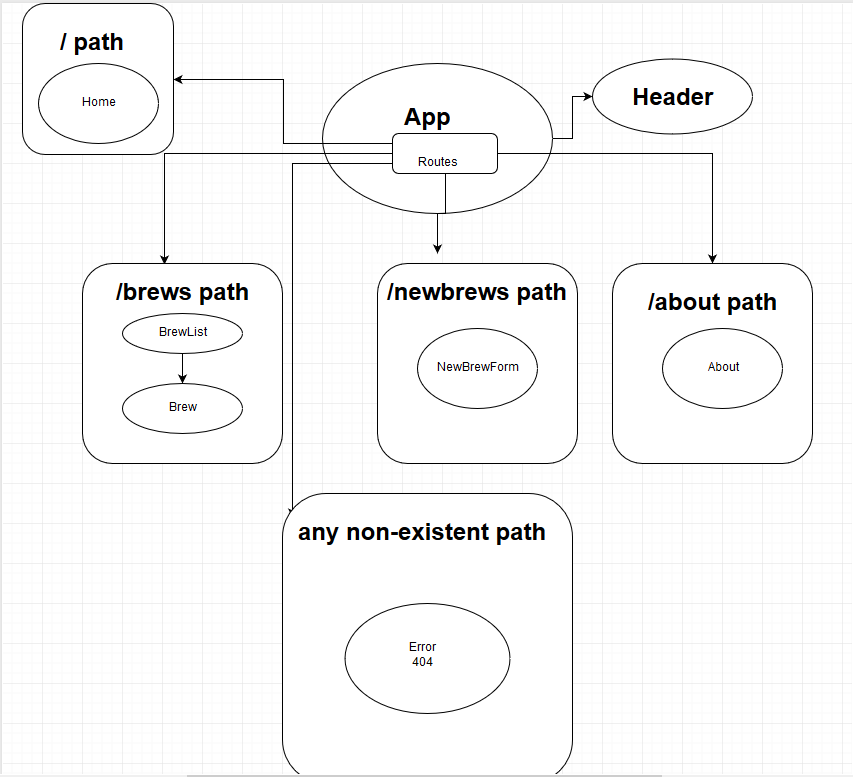 / path
Home
App
Routes
Header
/brews path
BrewList
Brew
/newbrews path
NewBrewForm
/about path
About
any non-existent path
Error
404